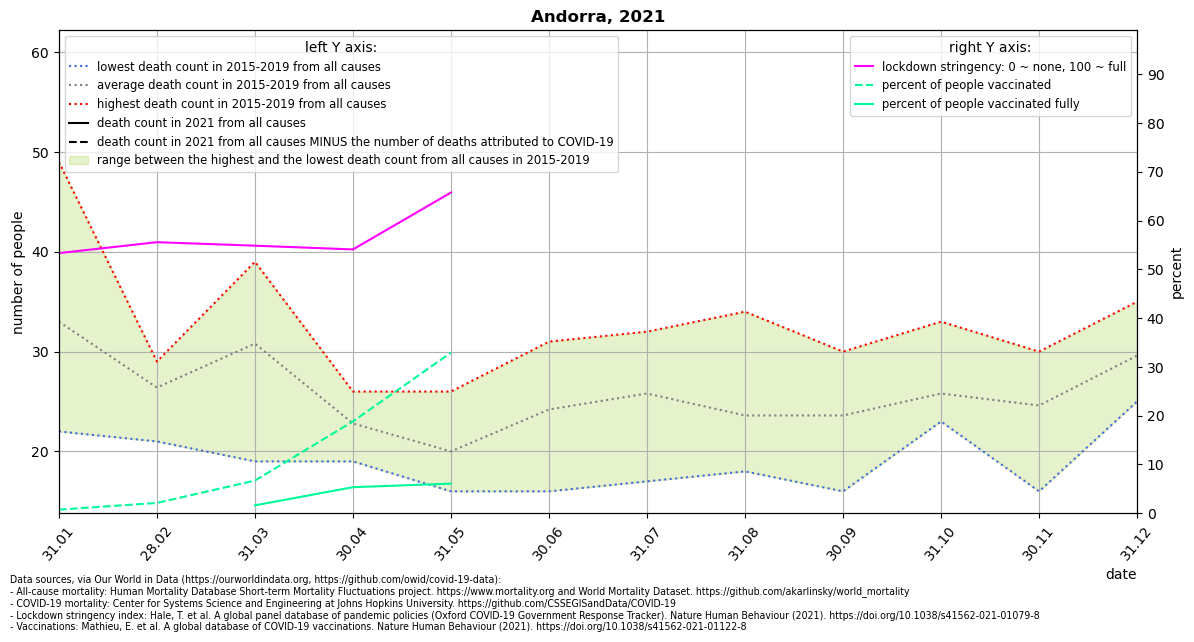 Andorra, 2021
left Y axis:
lowest death count in 2015-2019 from all causes
average death count in 2015-2019 from all causes
highest death count in 2015-2019 from all causes
death count in 2021 from all causes
death count in 2021 from all causes MINUS the number of deaths attributed to COVID-19
range between the highest and the lowest death count from all causes in 2015-2019
right Y axis:
lockdown stringency: 0 ~ none, 100 ~ full
percent of people vaccinated
percent of people vaccinated fully
number of people
60
50
40
30
20
percent
90
80
70
60
50
40
30
20
10
0
31.01
28.02
31.03
30.04
31.05
30.06
31.07
31.08
30.09
31.10
30.11
31.12
date
Data sources, via Our World in Data (https://ourworldindata.org, https://github.com/owid/covid-19-data):
- All-cause mortality: Human Mortality Database Short-term Mortality Fluctuations project. https://www.mortality.org and World Mortality Dataset. https://github.com/akarlinsky/world_mortality
- COVID-19 mortality: Center for Systems Science and Engineering at Johns Hopkins University. https://github.com/CSSEGISandData/COVID-19
- Lockdown stringency index: Hale, T. et al. A global panel database of pandemic policies (Oxford COVID-19 Government Response Tracker). Nature Human Behaviour (2021). https://doi.org/10.1038/s41562-021-01079-8
- Vaccinations: Mathieu, E. et al. A global database of COVID-19 vaccinations. Nature Human Behaviour (2021). https://doi.org/10.1038/s41562-021-01122-8